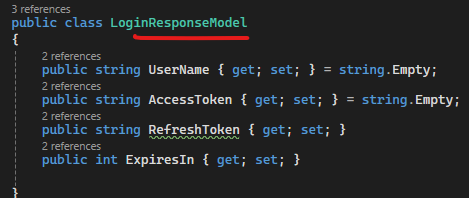 3 references
public class LoginResponseModel
{
2 references
public string UserName { get; set; } = string.Empty;
2 references
public string AccessToken { get; set; } = string.Empty;
2 references
public string RefreshToken { get; set; }
2 references
public int ExpiresIn { get; set; }
}